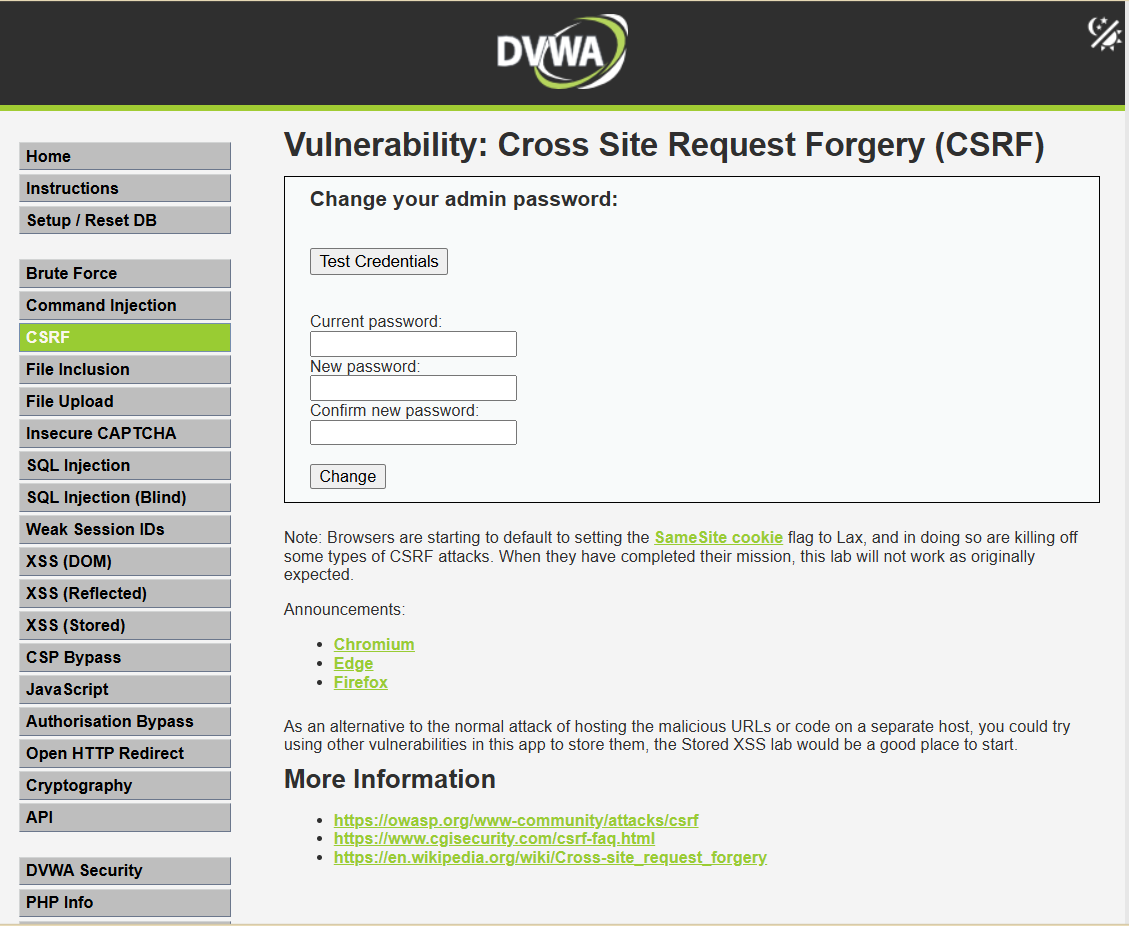 DVWA
Home
Instructions
Setup / Reset DB
Brute Force
Command Injection
CSRF
File Inclusion
File Upload
Insecure CAPTCHA
SQL Injection
SQL Injection (Blind)
Weak Session IDs
XSS (DOM)
XSS (Reflected)
XSS (Stored)
CSP Bypass
JavaScript
Authorisation Bypass
Open HTTP Redirect
Cryptography
API
DVWA Security
PHP Info
Vulnerability: Cross Site Request Forgery (CSRF)
Change your admin password:
Test Credentials
Current password:
New password:
Confirm new password:
Change
Note: Browsers are starting to default to setting the SameSite cookie flag to Lax, and in doing so are killing off
some types of CSRF attacks. When they have completed their mission, this lab will not work as originally
expected.
Announcements:
• Chromium
• Edge
• Firefox
As an alternative to the normal attack of hosting the malicious URLs or code on a separate host, you could try
using other vulnerabilities in this app to store them, the Stored XSS lab would be a good place to start.
More Information
• https://owasp.org/www-community/attacks/csrf
• https://www.cgisecurity.com/csrf-faq.html
• https://en.wikipedia.org/wiki/Cross-site_request_forgery